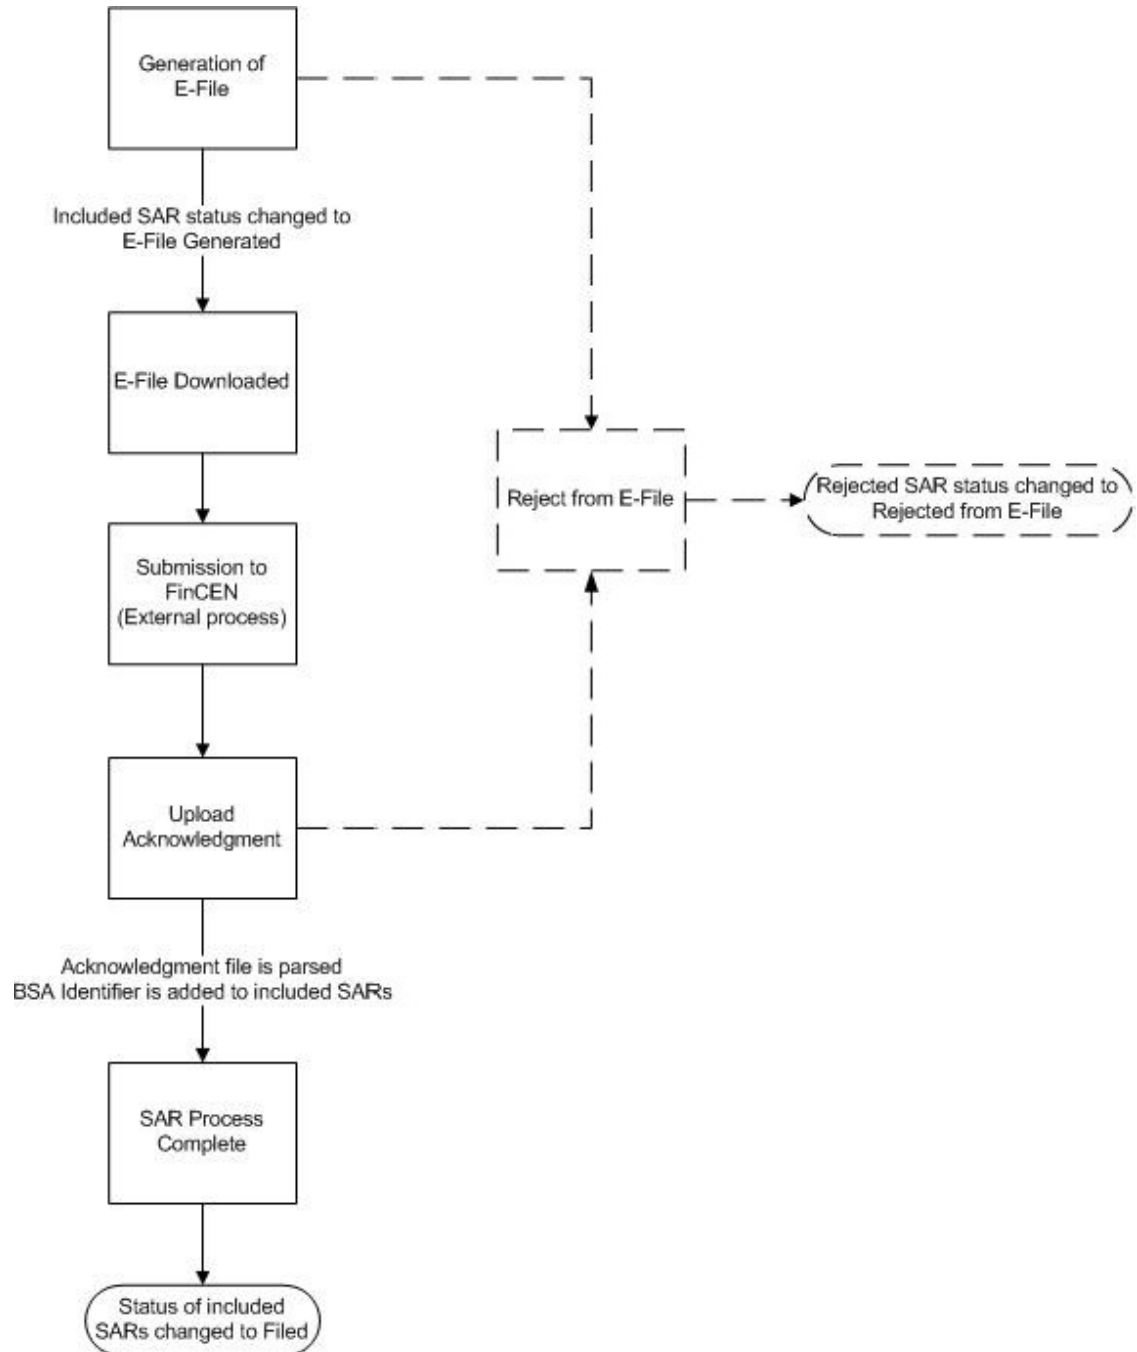 Generation of
E-File
Included SAR status changed to
E-File Generated
E-File Downloaded
Reject from E-File
Rejected SAR status changed to
Rejected from E-File
Submission to
FinCEN
(External process)
Upload
Acknowledgment
Acknowledgment file is parsed
BSA Identifier is added to included SARs
SAR Process
Complete
Status of included
SARs changed to Filed